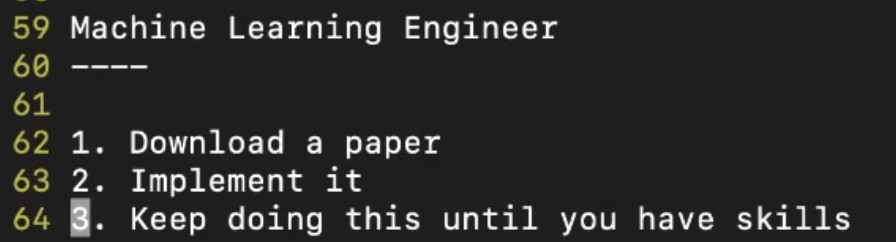 59 Machine Learning Engineer
60 ----
61
62 1. Download a paper
63 2. Implement it
64 3. Keep doing this until you have skills